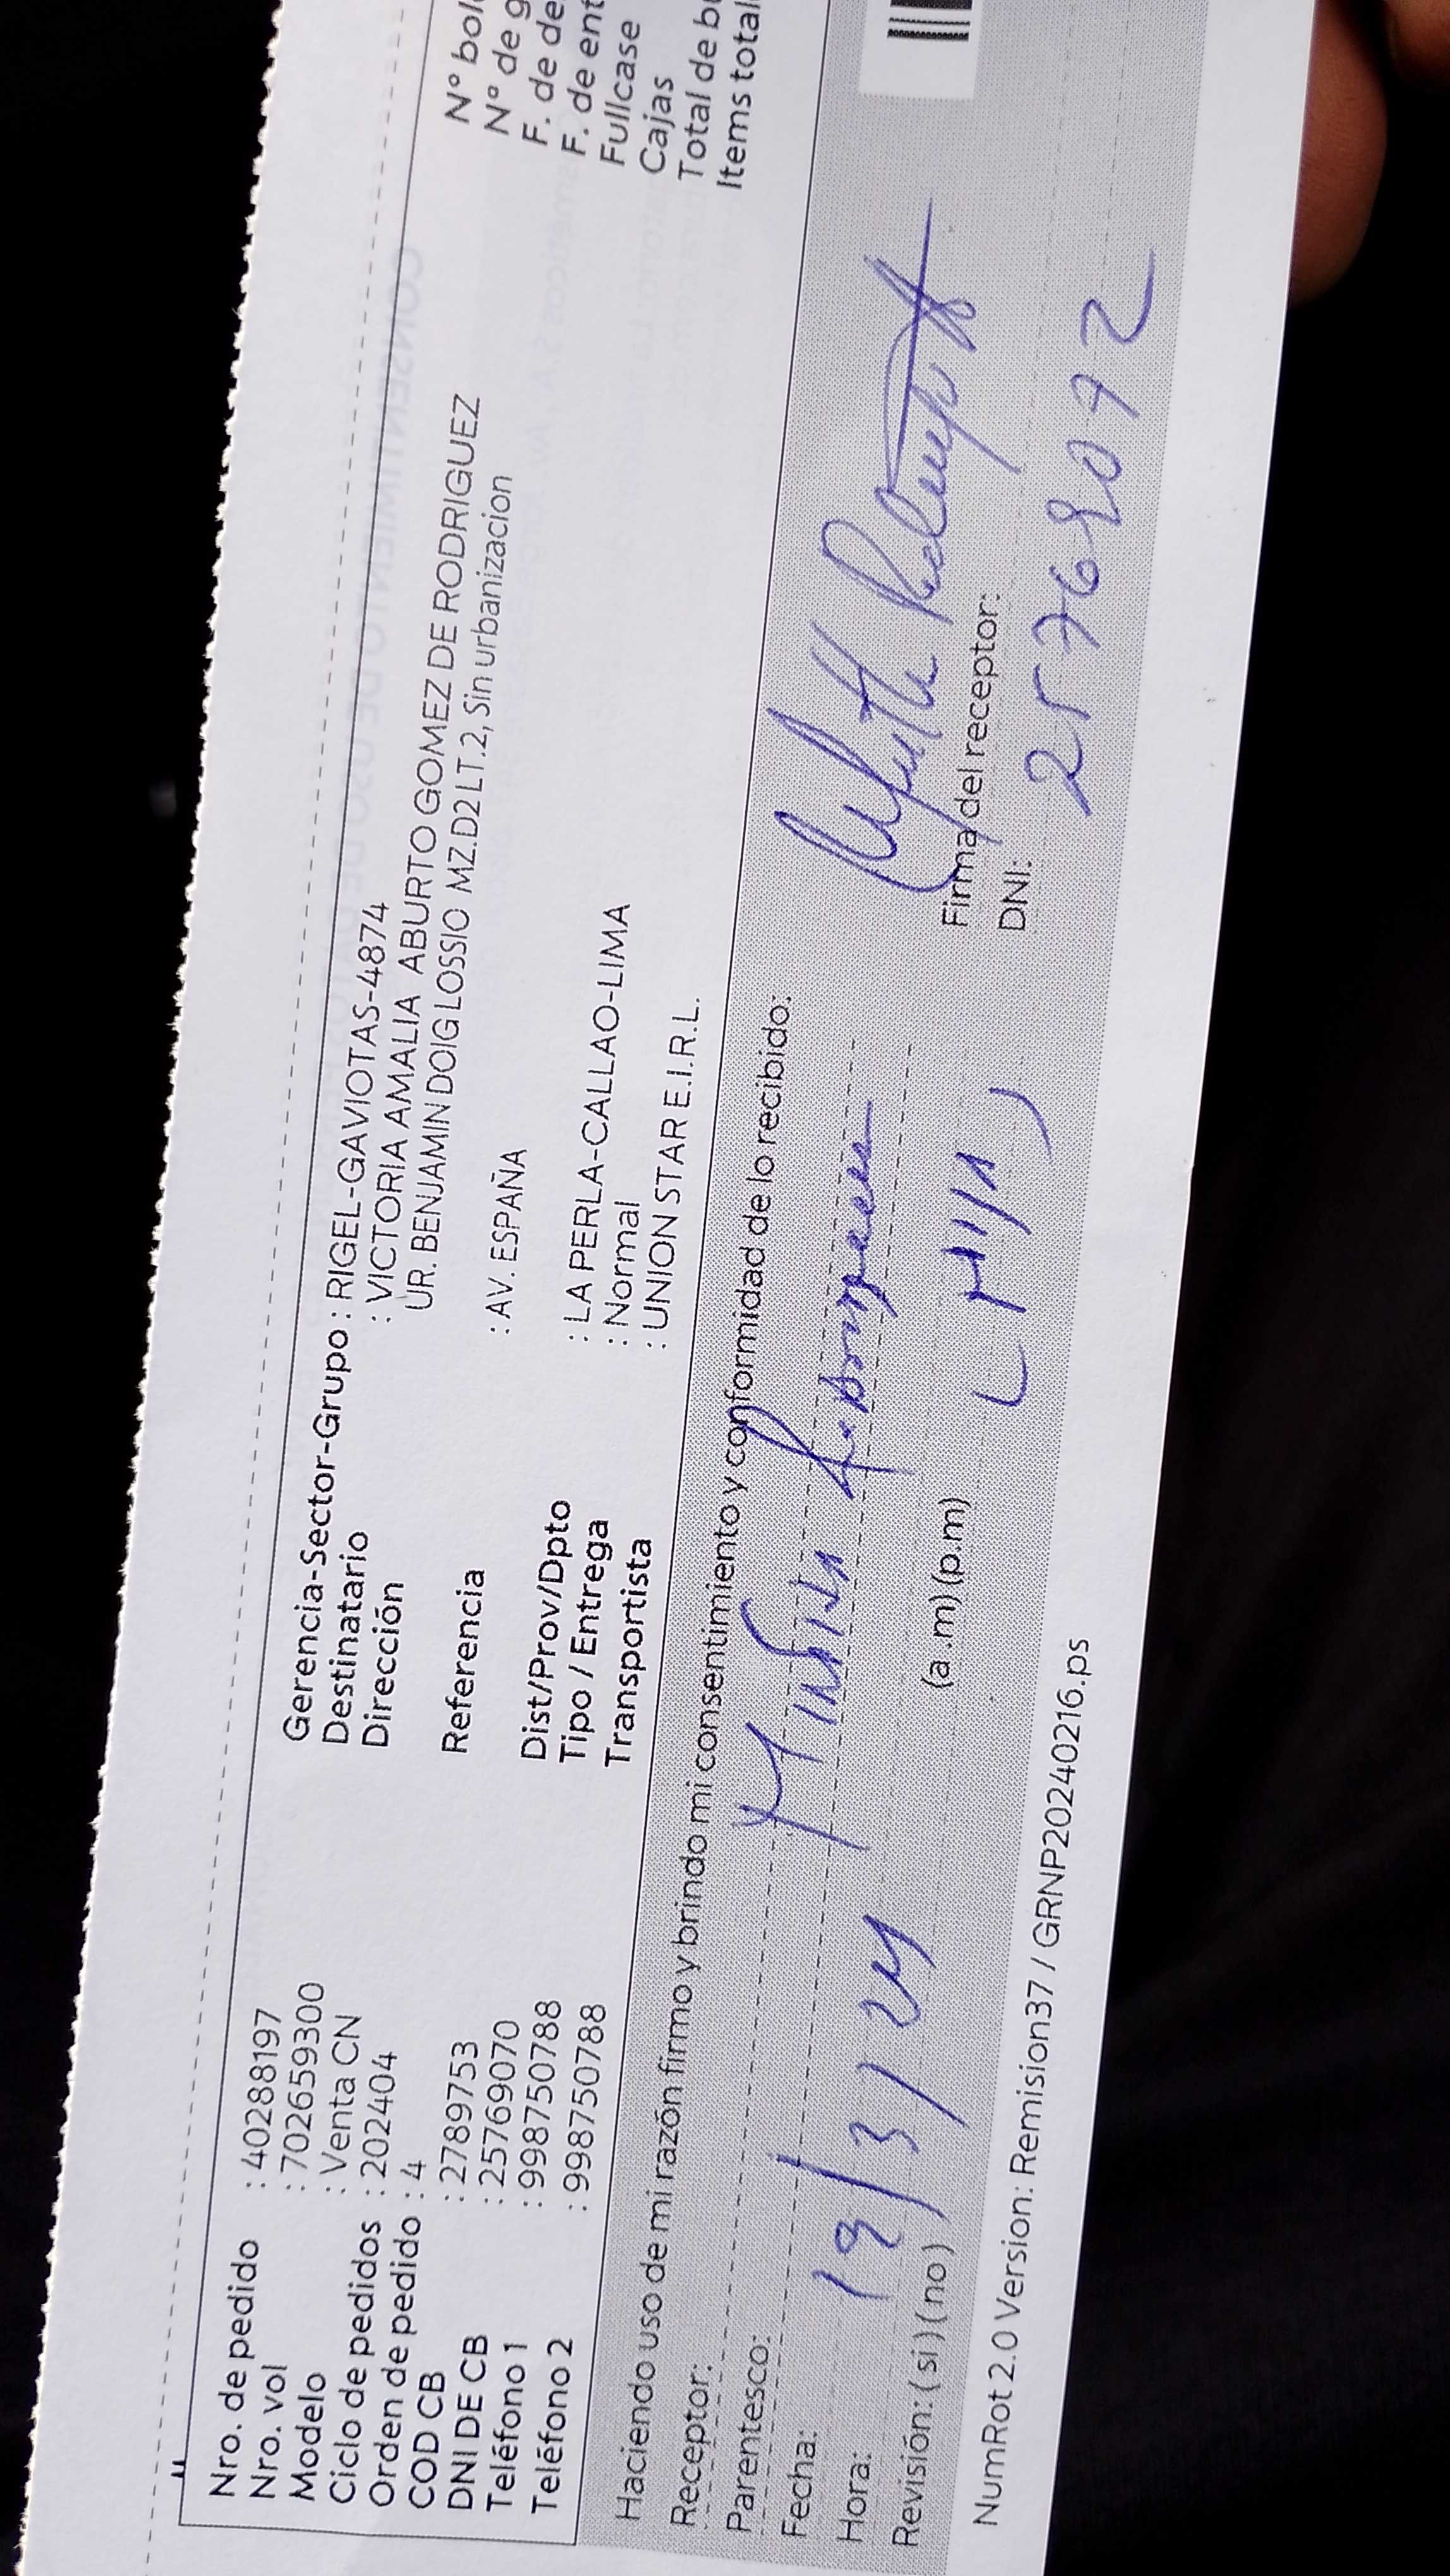 Nro. de pedido : 40288197
Nro. vol : 702659300
Modelo : Venta CN
Ciclo de pedidos : 202404
Orden de pedido : 4
COD CB : 2789753
DNI DE CB : 25769070
Teléfono 1 : 998750788
Teléfono 2 : 998750788
Gerencia-Sector-Grupo : RIGEL-GAVIOTAS-4874
Destinatario : VICTORIA AMALIA ABURTO GOMEZ DE RODRIGUEZ
Dirección UR. BENJAMIN DOIG LOSSIO MZ.D2 LT.2, Sin urbanizacion
Referencia : AV. ESPAÑA
Dist/Prov/Dpto : LA PERLA-CALLAO-LIMA
Tipo / Entrega : Normal
Transportista : UNION STAR E.I.R.L.
N° bol
N° de g
F. de de
F. de ent
Fullcase
Cajas
Total de bu
Items total
Haciendo uso de mi razón firmo y brindo mi consentimiento y conformidad de lo recibido:
Receptor:
Parentesco:
Fecha: 19/3/24
Hora: (a .m) (p.m)
Revisión: ( si ) ( no )
Firma del receptor:
DNI: 25768092
NumRot 2.0 Version: Remision37 / GRNP20240216.ps